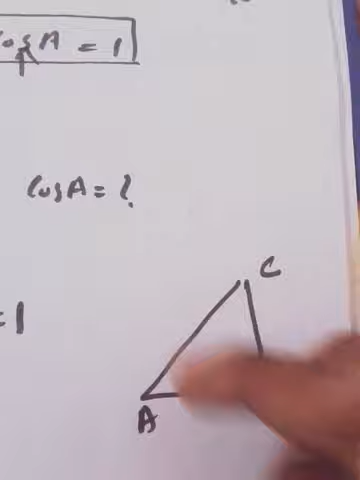 cosA = 1
cosA = ?
= 1
C
A